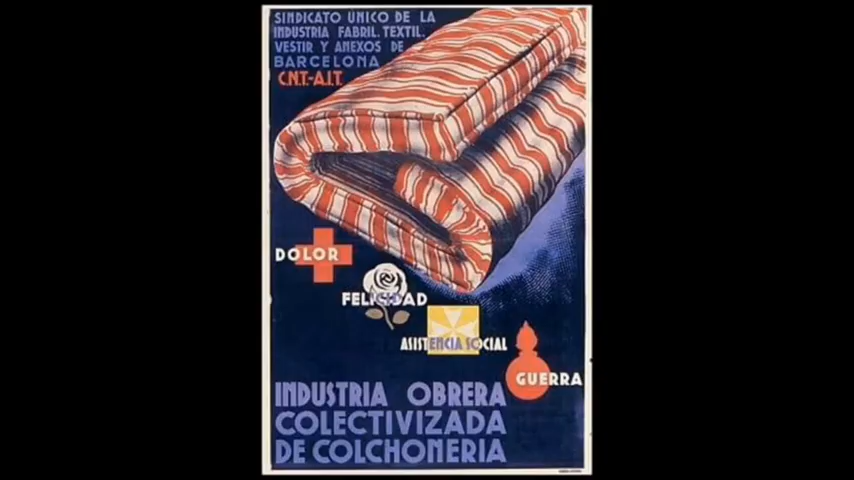 SINDICATO UNICO DE LA
INDUSTRIA FABRIL. TEXTIL.
VESTIR Y ANEXOS DE
BARCELONA
C.N.T.-A.I.T.
DOLOR
FELICIDAD
ASISTENCIA SOCIAL
GUERRA
INDUSTRIA OBRERA
COLECTIVIZADA
DE COLCHONERIA